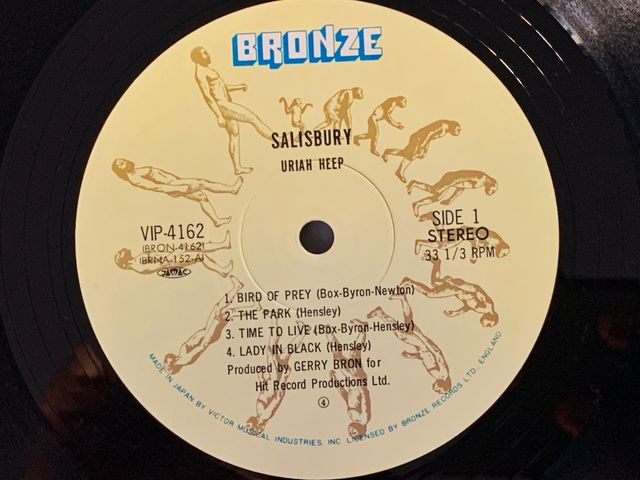 BRONZE
SALISBURY
URIAH HEEP
VIP-4162
(BRON-4162)
(BRNA-152-A)
JASRAC
SIDE 1
STEREO
33 1/3 RPM
1. BIRD OF PREY (Box-Byron-Newton)
2. THE PARK (Hensley)
3. TIME TO LIVE (Box-Byron-Hensley)
4. LADY IN BLACK (Hensley)
Produced by GERRY BRON for
Hit Record Productions Ltd.
④
MADE IN JAPAN BY VICTOR MUSICAL INDUSTRIES, INC. LICENSED BY BRONZE RECORDS LTD., ENGLAND